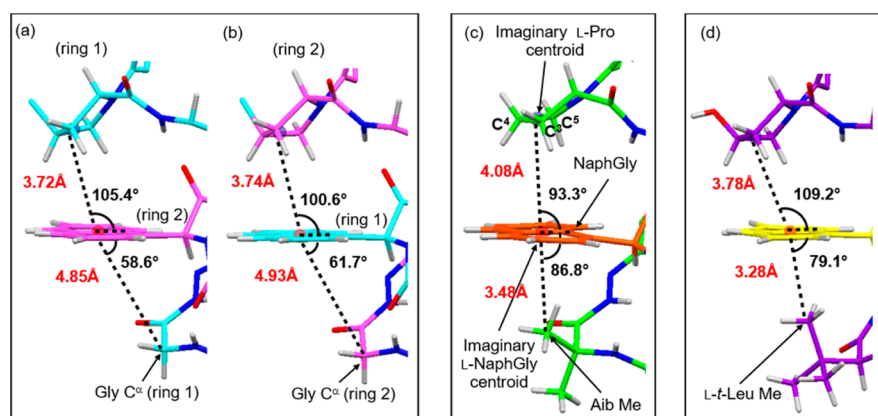 (a)
(ring 1)
3.72Å
105.4°
(ring 2)
4.85Å
58.6°
Gly Cα (ring 1)
(b)
(ring 2)
3.74Å
100.6°
(ring 1)
4.93Å
61.7°
Gly Cα (ring 2)
(c)
Imaginary L-Pro
centroid
C4
C3
C5
4.08Å
NaphGly
93.3°
86.8°
3.48Å
Imaginary
L-NaphGly
centroid
Aib Me
(d)
3.78Å
109.2°
3.28Å
79.1°
L-t-Leu Me